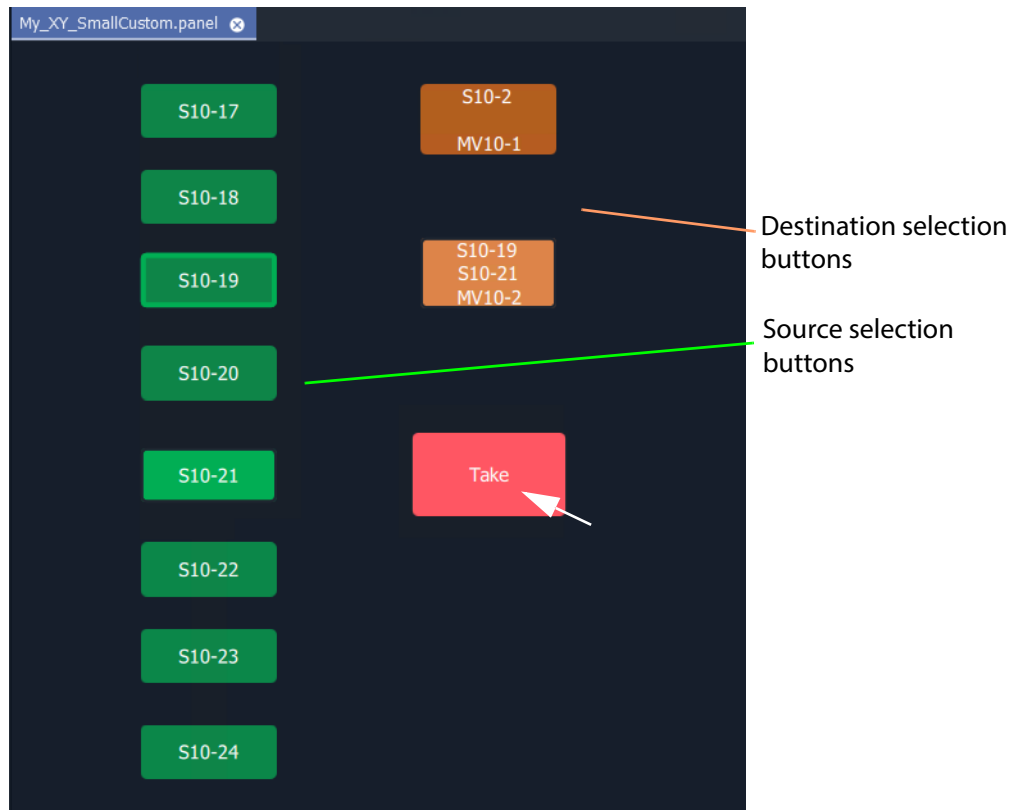 My_XY_SmallCustom.panel
S10-17
S10-18
S10-19
S10-20
S10-21
S10-22
S10-23
S10-24
S10-2
MV10-1
S10-19
S10-21
MV10-2
Take
Destination selection
buttons
Source selection
buttons